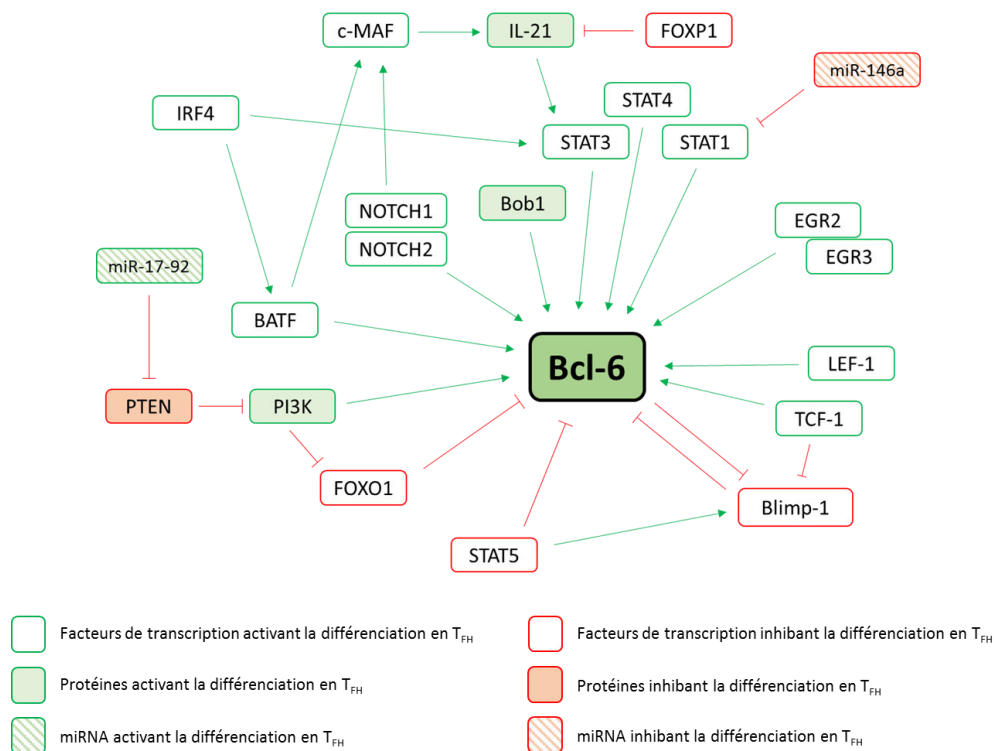 c-MAF
IL-21
FOXP1
miR-146a
STAT4
IRF4
STAT3
STAT1
Bob1
NOTCH1
NOTCH2
EGR2
EGR3
miR-17-92
BATF
Bcl-6
LEF-1
PTEN
PI3K
TCF-1
FOXO1
Blimp-1
STAT5
Facteurs de transcription activant la différenciation en TFH
Facteurs de transcription inhibant la différenciation en TFH
Protéines activant la différenciation en TFH
Protéines inhibant la différenciation en TFH
miRNA activant la différenciation en TFH
miRNA inhibant la différenciation en TFH